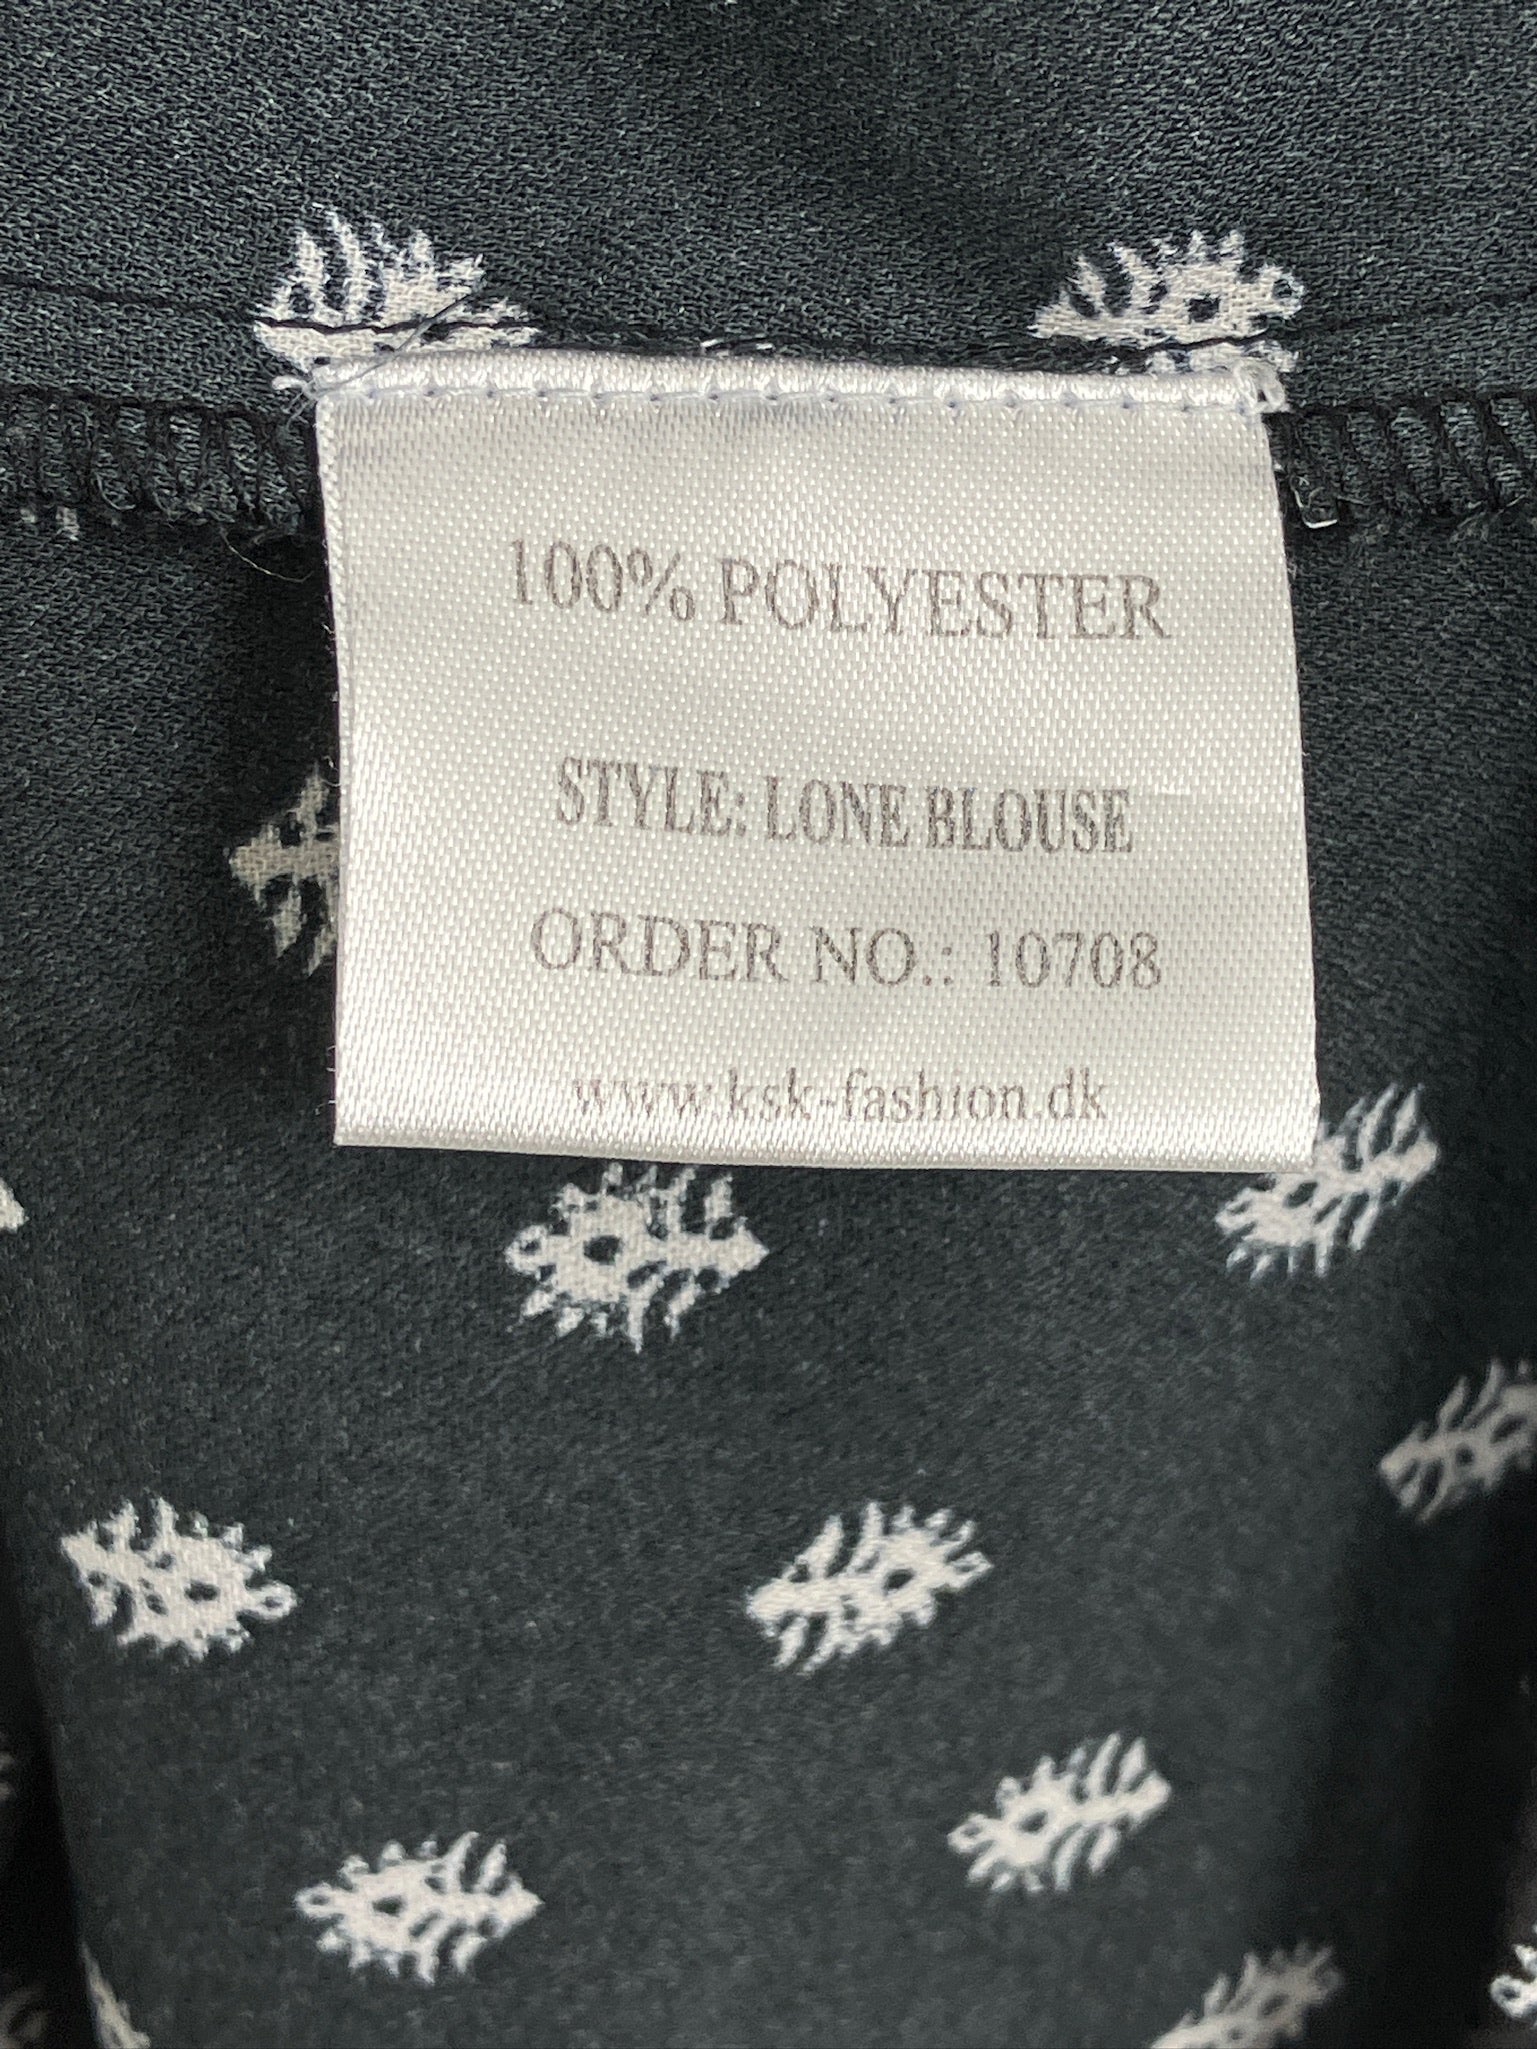 100% POLYESTER
STYLE: LONE BLOUSE
ORDER NO.: 10708
www.ksk-fashion.dk